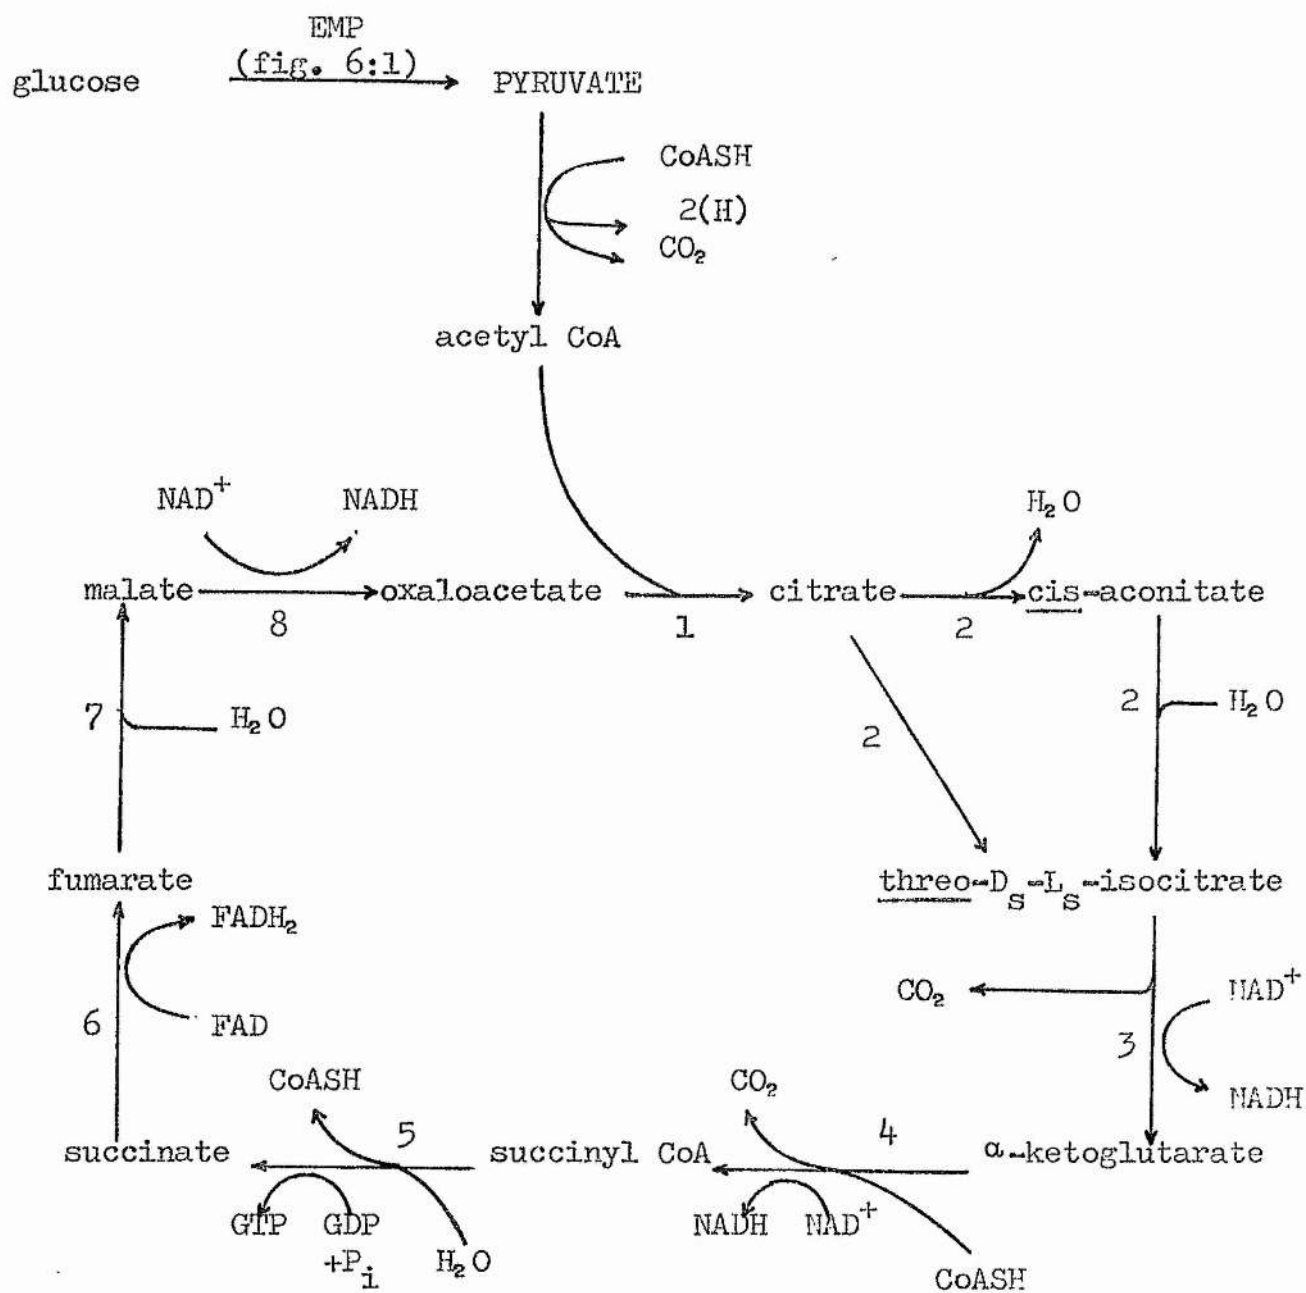 EMP
(fig. 6:1)
glucose PYRUVATE
CoASH
2(H)
CO₂
acetyl CoA
NAD⁺ NADH H₂O
malate oxaloacetate citrate cis-aconitate
8 1 2
7 H₂O 2 2 H₂O
fumarate threo-Dₛ-Lₛ-isocitrate
FADH₂
CO₂ NAD⁺
6 FAD 3
CoASH CO₂ NADH
5 4
succinate succinyl CoA α-ketoglutarate
GTP GDP NADH NAD⁺
+Pᵢ H₂O CoASH